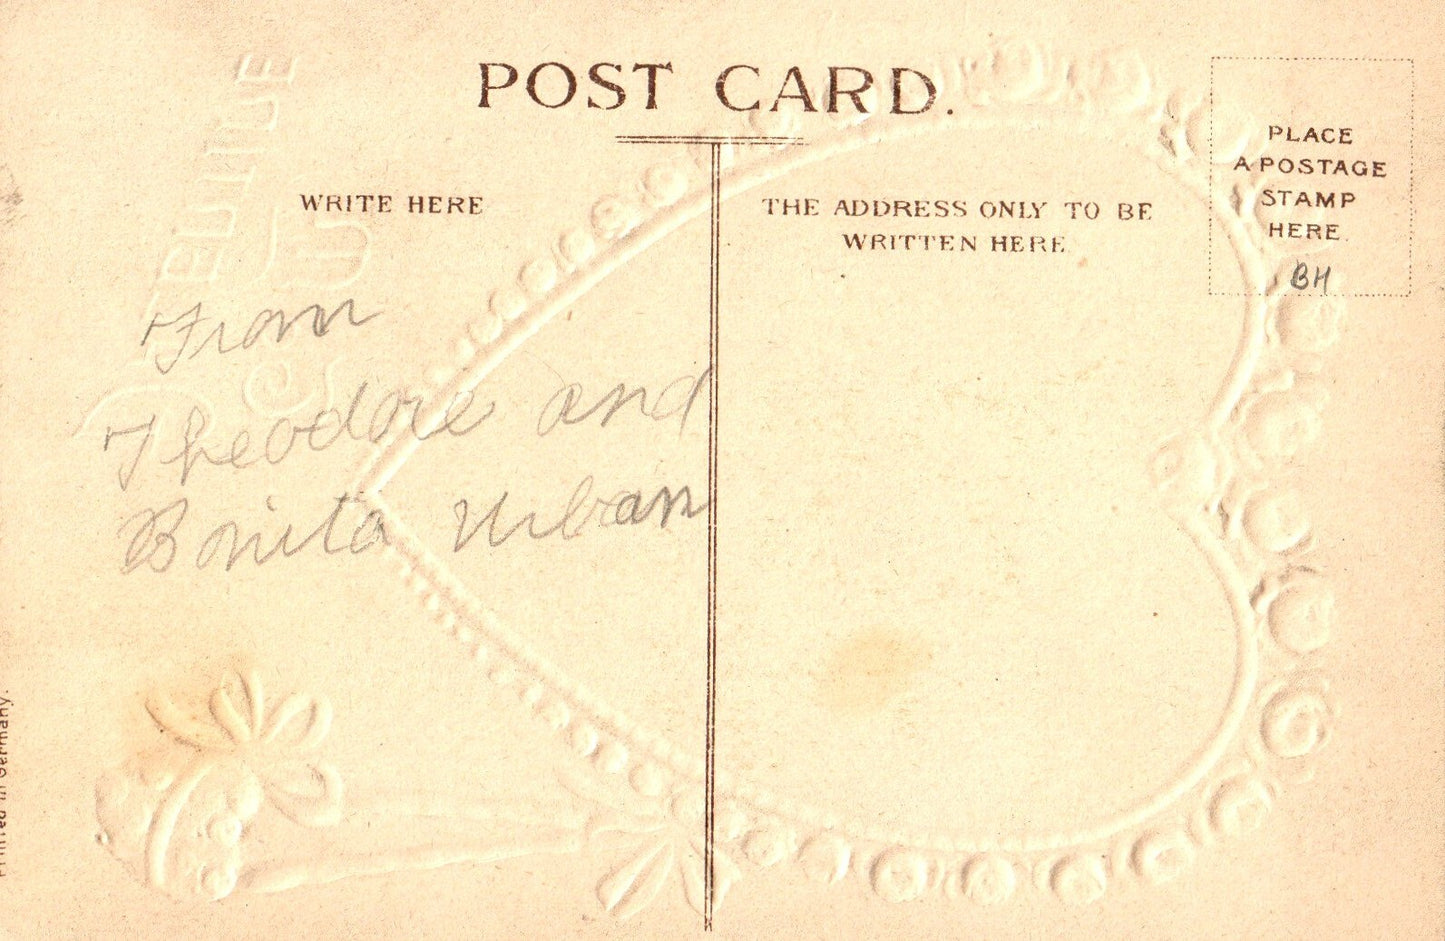 POST CARD.
WRITE HERE
THE ADDRESS ONLY TO BE
WRITTEN HERE
PLACE
A POSTAGE
STAMP
HERE.
BH
From
Theodore and
Bonita Urban
Printed in Germany.